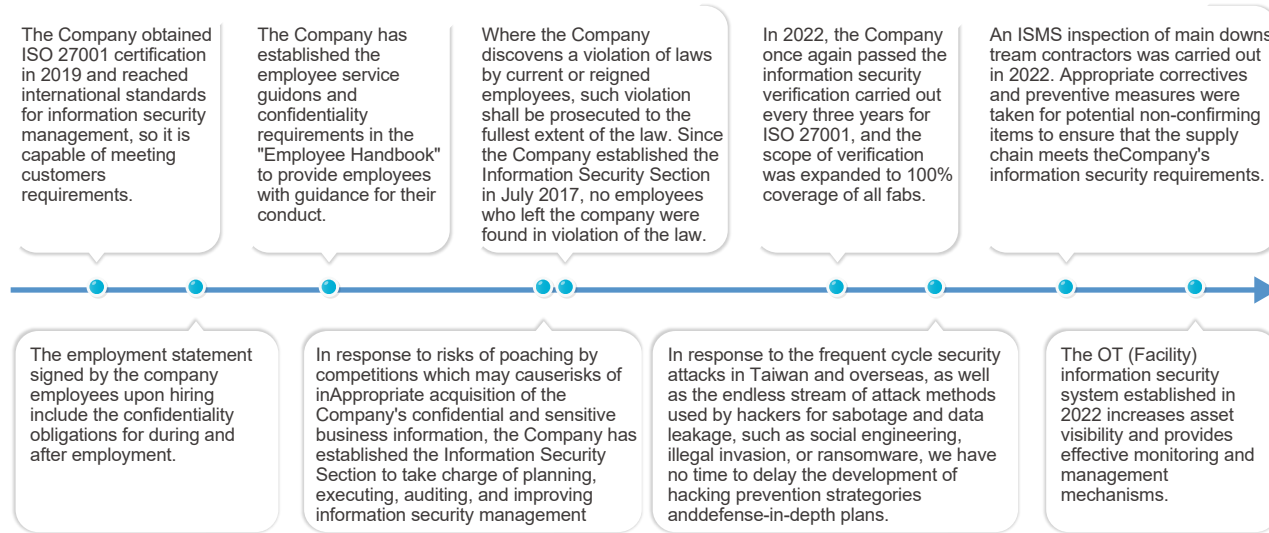 The Company obtained
ISO 27001 certification
in 2019 and reached
international standards
for information security
management, so it is
capable of meeting
customers
requirements.
The Company has
established the
employee service
guidons and
confidentiality
requirements in the
"Employee Handbook"
to provide employees
with guidance for their
conduct.
Where the Company
discovens a violation of laws
by current or reigned
employees, such violation
shall be prosecuted to the
fullest extent of the law. Since
the Company established the
Information Security Section
in July 2017, no employees
who left the company were
found in violation of the law.
In 2022, the Company
once again passed the
information security
verification carried out
every three years for
ISO 27001, and the
scope of verification
was expanded to 100%
coverage of all fabs.
An ISMS inspection of main downs
tream contractors was carried out
in 2022. Appropriate correctives
and preventive measures were
taken for potential non-confirming
items to ensure that the supply
chain meets theCompany's
information security requirements.
The employment statement
signed by the company
employees upon hiring
include the confidentiality
obligations for during and
after employment.
In response to risks of poaching by
competitions which may causerisks of
inAppropriate acquisition of the
Company's confidential and sensitive
business information, the Company has
established the Information Security
Section to take charge of planning,
executing, auditing, and improving
information security management
In response to the frequent cycle security
attacks in Taiwan and overseas, as well
as the endless stream of attack methods
used by hackers for sabotage and data
leakage, such as social engineering,
illegal invasion, or ransomware, we have
no time to delay the development of
hacking prevention strategories
anddefense-in-depth plans.
The OT (Facility)
information security
system established in
2022 increases asset
visibility and provides
effective monitoring and
management
mechanisms.